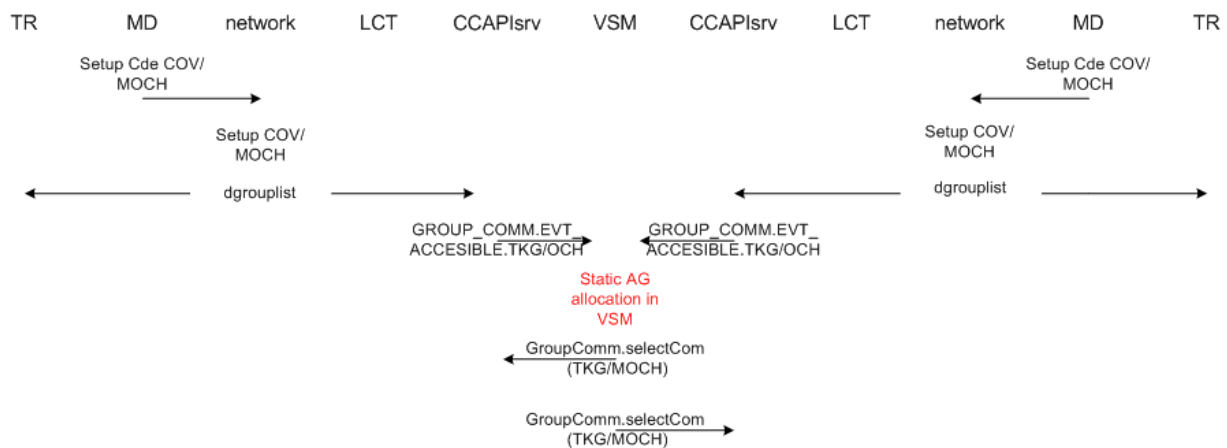 TR MD network LCT CCAPIsrv VSM CCAPIsrv LCT network MD TR
Setup Cde COV/
MOCH
Setup Cde COV/
MOCH
Setup COV/
MOCH
Setup COV/
MOCH
dgrouplist
dgrouplist
GROUP_COMM.EVT_
ACCESIBLE.TKG/OCH
GROUP_COMM.EVT_
ACCESIBLE.TKG/OCH
Static AG
allocation in
VSM
GroupComm.selectCom
(TKG/MOCH)
GroupComm.selectCom
(TKG/MOCH)